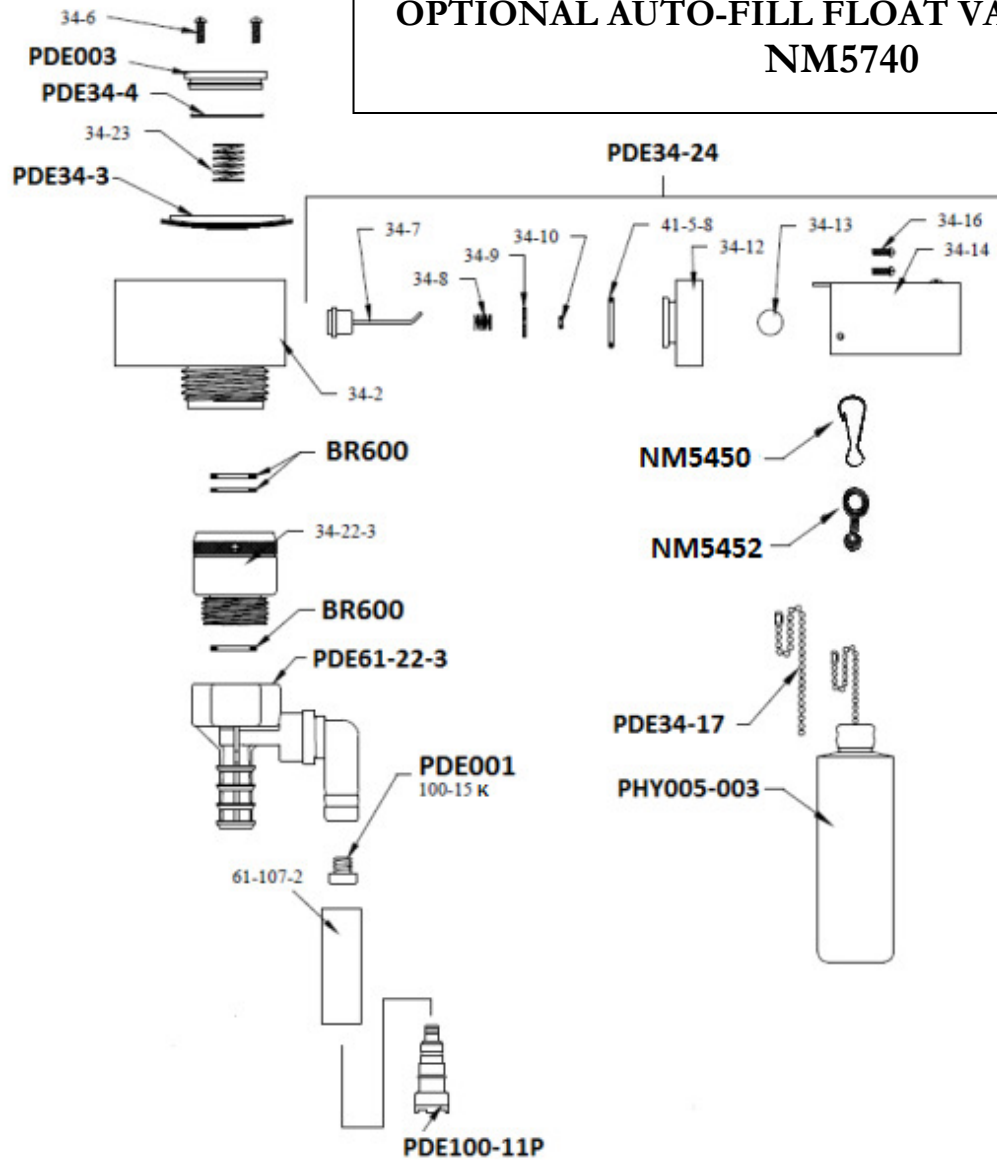 OPTIONAL AUTO-FILL FLOAT VA
NM5740
34-6
PDE003
PDE34-4
34-23
PDE34-3
PDE34-24
34-7
34-8
34-9
34-10
41-5-8
34-12
34-13
34-16
34-14
34-2
BR600
34-22-3
BR600
PDE61-22-3
PDE001
100-15 K
61-107-2
PDE100-11P
NM5450
NM5452
PDE34-17
PHY005-003